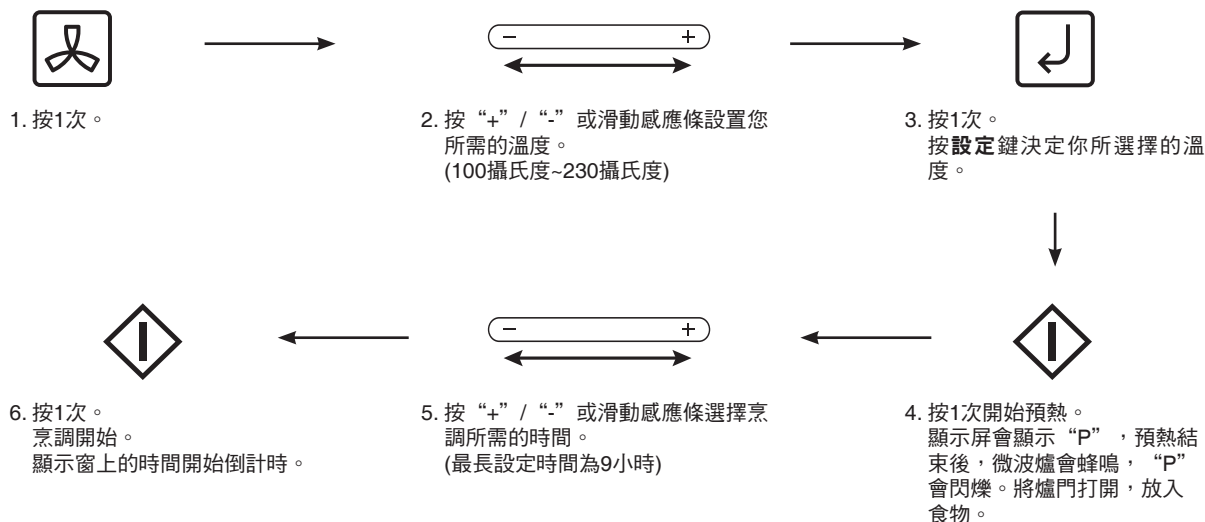 1. 按1次。
2. 按“+”/“-”或滑動感應條設置您
所需的溫度。
(100攝氏度~230攝氏度)
3. 按1次。
按設定鍵決定你所選擇的溫
度。
6. 按1次。
烹調開始。
顯示窗上的時間開始倒計時。
5. 按“+”/“-”或滑動感應條選擇烹
調所需的時間。
(最長設定時間為9小時)
4. 按1次開始預熱。
顯示屏會顯示“P”，預熱結
束後，微波爐會蜂鳴，“P”
會閃爍。將爐門打開，放入
食物。